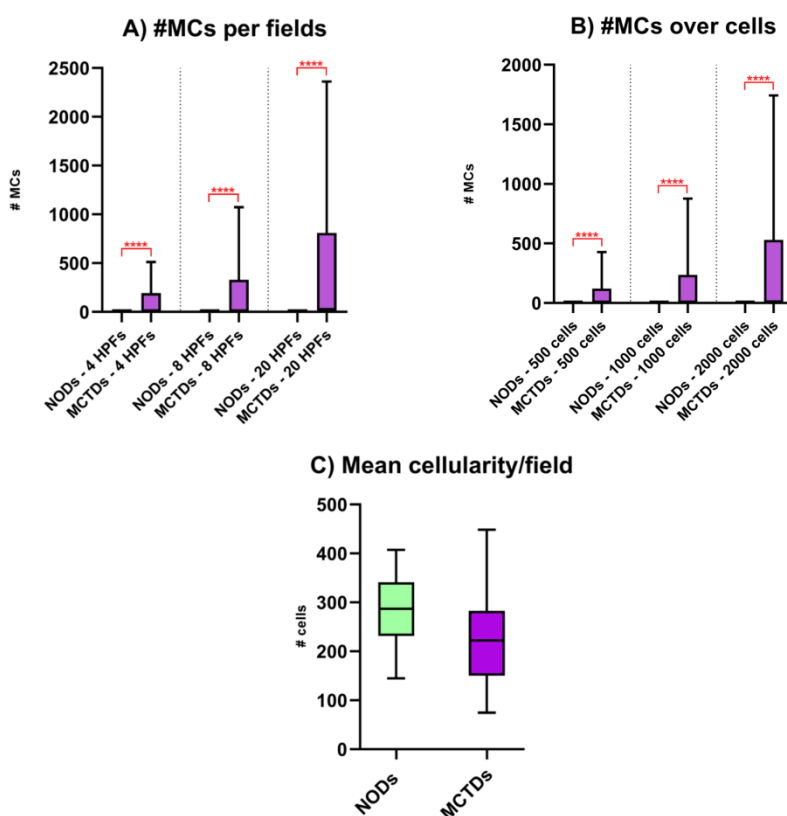 A) #MCs per fields
2500
2000
1500
1000
500
0
# MCs
****
****
****
NODs - 4 HPFs
MCTDs - 4 HPFs
NODs - 8 HPFs
MCTDs - 8 HPFs
NODs - 20 HPFs
MCTDs - 20 HPFs
B) #MCs over cells
2000
1500
1000
500
0
# MCs
****
****
****
NODs - 500 cells
MCTDs - 500 cells
NODs - 1000 cells
MCTDs - 1000 cells
NODs - 2000 cells
MCTDs - 2000 cells
C) Mean cellularity/field
500
400
300
200
100
0
# cells
NODs
MCTDs